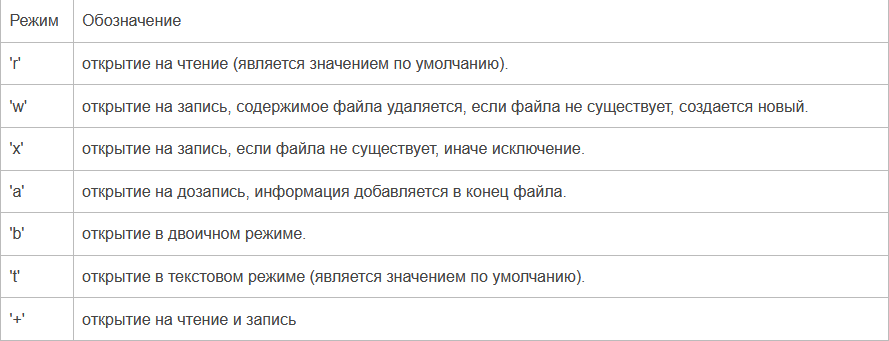 Режим Обозначение
'r' открытие на чтение (является значением по умолчанию).
'w' открытие на запись, содержимое файла удаляется, если файла не существует, создается новый.
'x' открытие на запись, если файла не существует, иначе исключение.
'a' открытие на дозапись, информация добавляется в конец файла.
'b' открытие в двоичном режиме.
't' открытие в текстовом режиме (является значением по умолчанию).
'+' открытие на чтение и запись